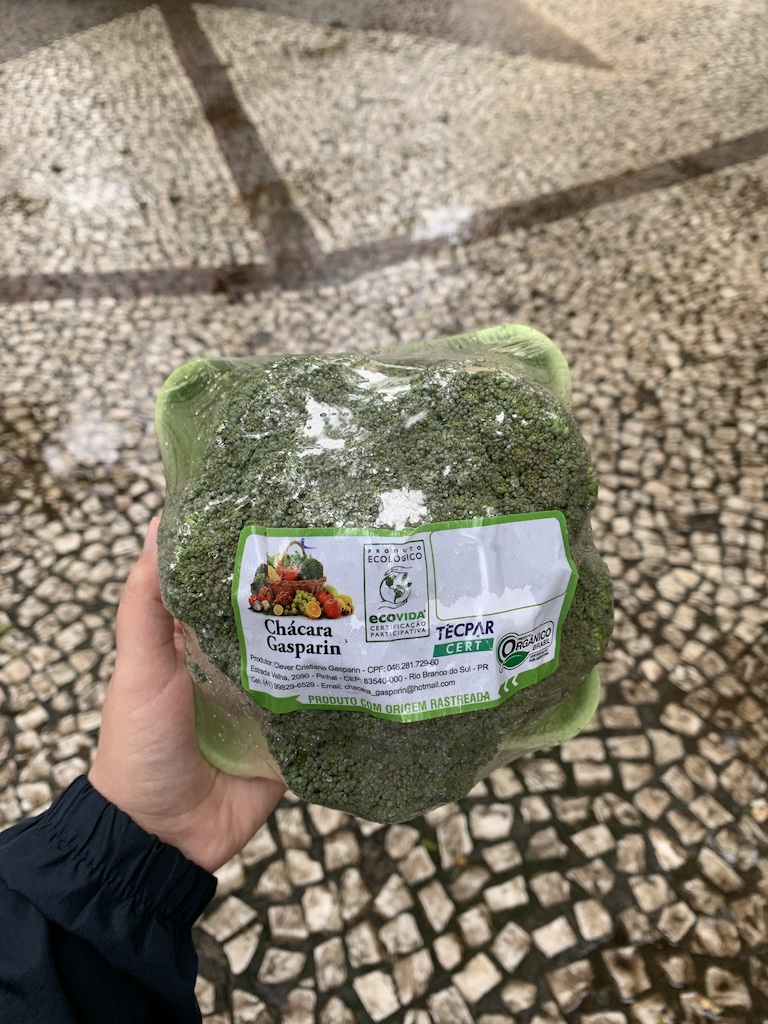 PRODUTO
ECOLÓGICO
ecovida
CERTIFICAÇÃO
PARTICIPATIVA
Chácara
Gasparin
TECPAR
CERT
ORGÂNICO
BRASIL
Produtor: Clever Cristiano Gasparin - CPF: 046.281.729-60
Estrada Velha, 2090 - Pinhal - CEP: 83540-000 - Rio Branco do Sul - PR
Cel: (41) 99829-6529 - Email: chacara_gasparin@hotmail.com
PRODUTO COM ORIGEM RASTREADA